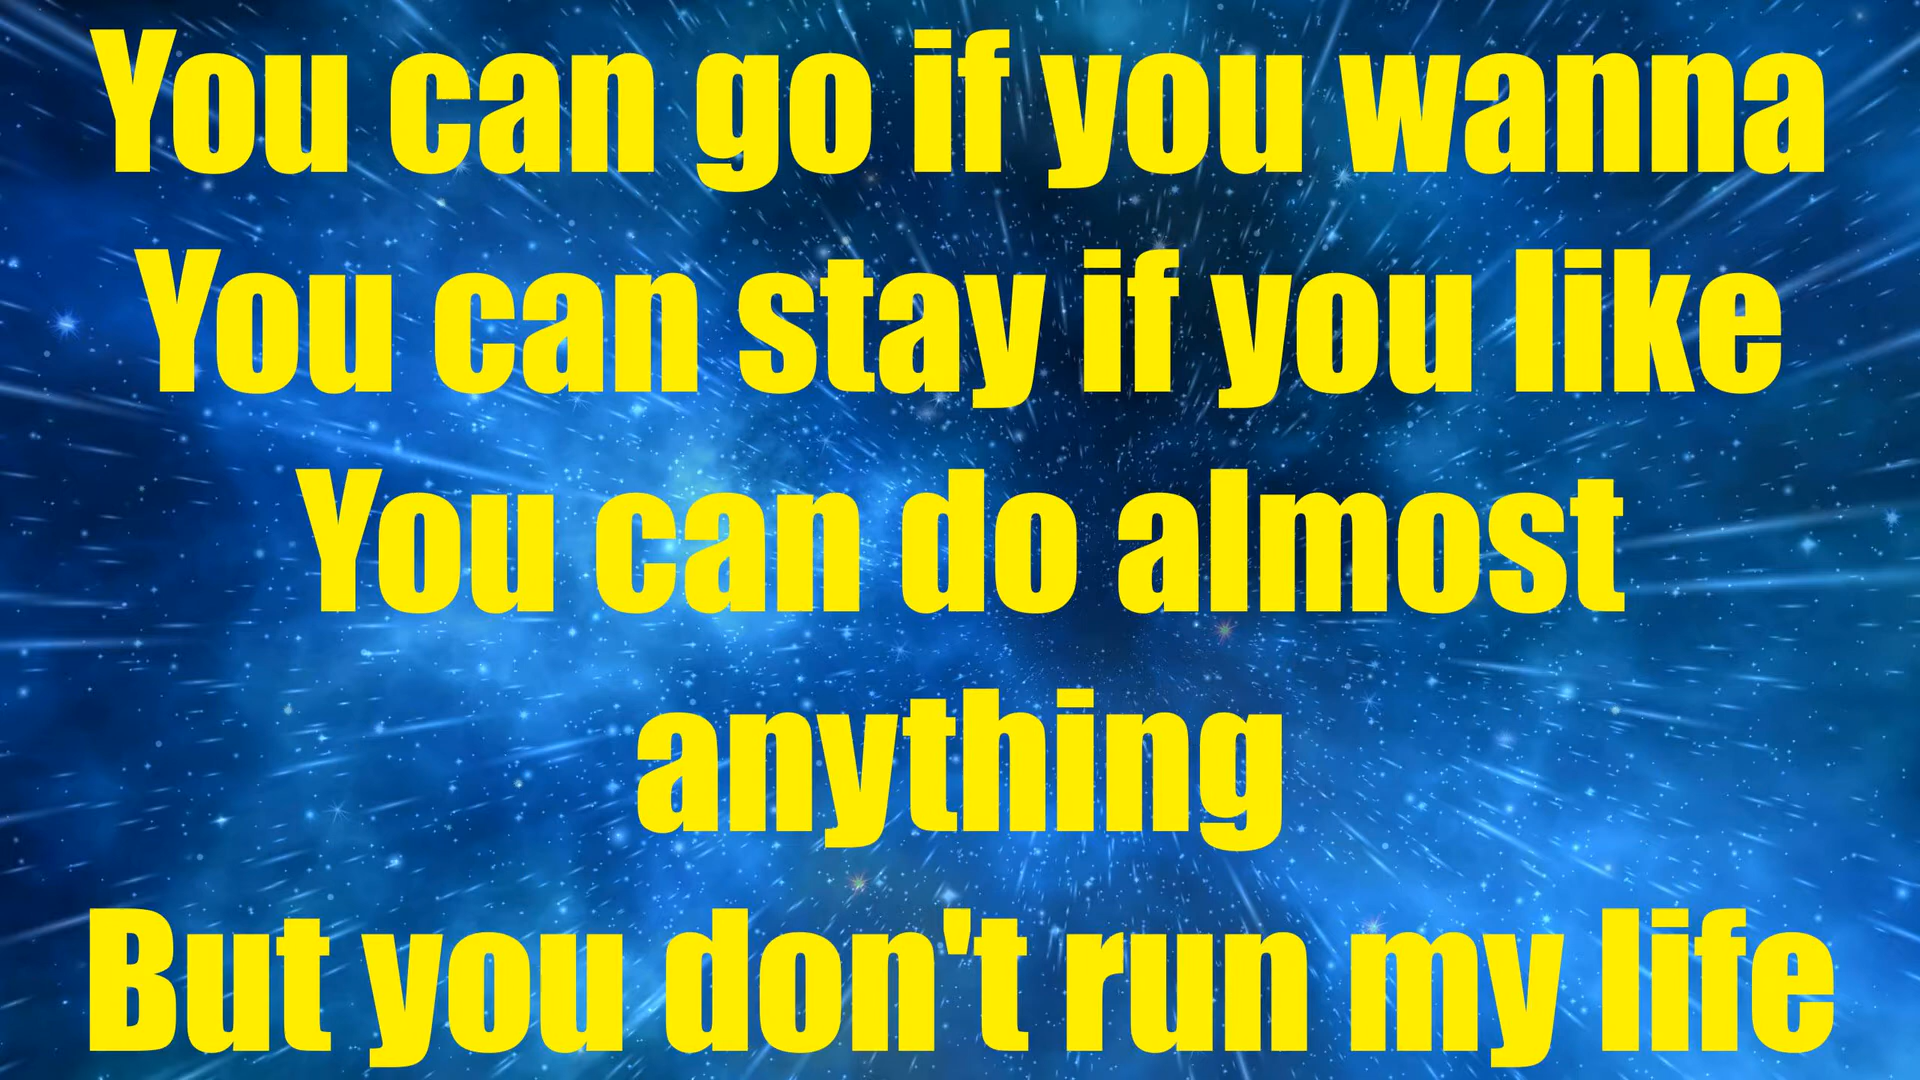 You can go if you wanna
You can stay if you like
You can do almost
anything
But you don't run my life